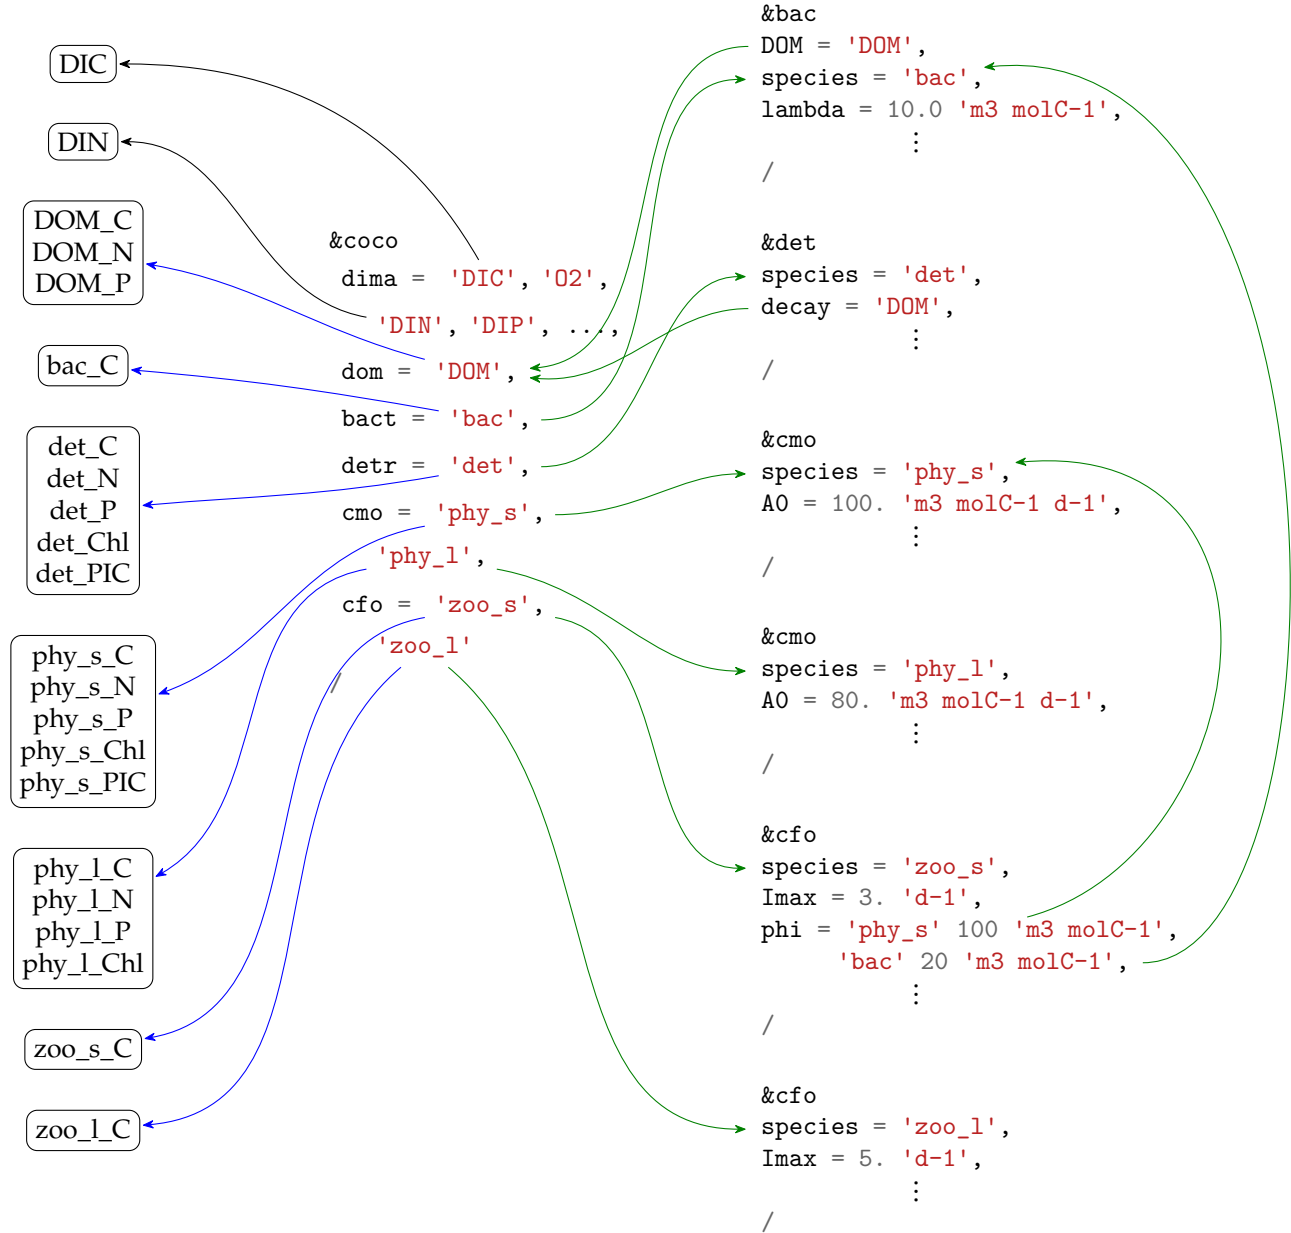 DIC
DIN
DOM_C
DOM_N
DOM_P
bac_C
det_C
det_N
det_P
det_Chl
det_PIC
phy_s_C
phy_s_N
phy_s_P
phy_s_Chl
phy_s_PIC
phy_l_C
phy_l_N
phy_l_P
phy_l_Chl
zoo_s_C
zoo_l_C
&coco
dima = 'DIC', 'O2',
'DIN', 'DIP', ...,
dom = 'DOM',
bact = 'bac',
detr = 'det',
cmo = 'phy_s',
'phy_l',
cfo = 'zoo_s',
'zoo_l'
/
&bac
DOM = 'DOM',
species = 'bac',
lambda = 10.0 'm3 molC-1',
⋮
/
&det
species = 'det',
decay = 'DOM',
⋮
/
&cmo
species = 'phy_s',
A0 = 100. 'm3 molC-1 d-1',
⋮
/
&cmo
species = 'phy_l',
A0 = 80. 'm3 molC-1 d-1',
⋮
/
&cfo
species = 'zoo_s',
Imax = 3. 'd-1',
phi = 'phy_s' 100 'm3 molC-1',
'bac' 20 'm3 molC-1',
⋮
/
&cfo
species = 'zoo_l',
Imax = 5. 'd-1',
⋮
/